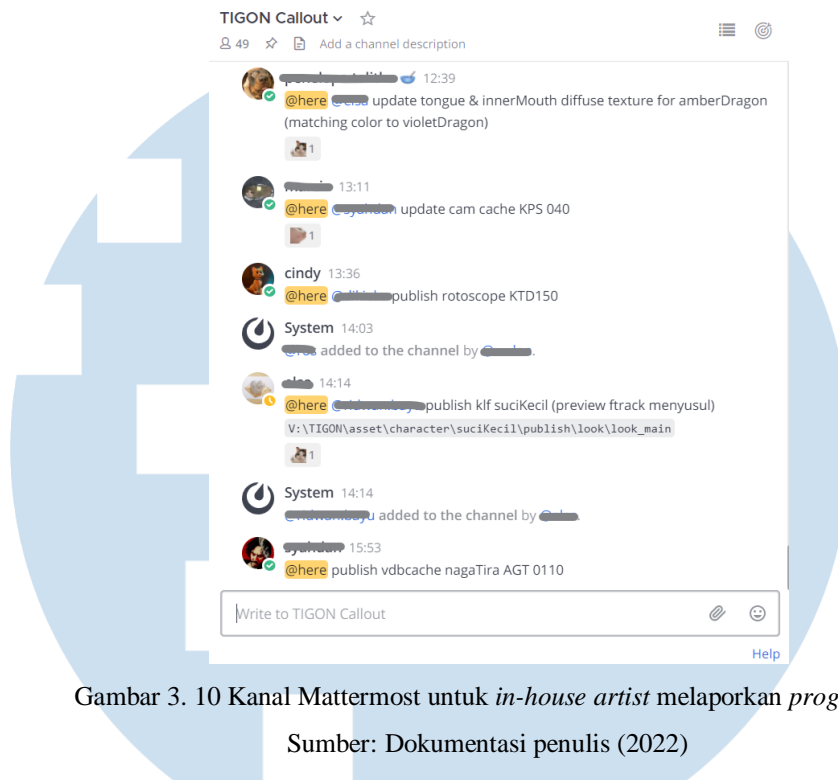 TIGON Callout
49 Add a channel description
12:39
@here update tongue & innerMouth diffuse texture for amberDragon
(matching color to violetDragon)
1
13:11
@here update cam cache KPS 040
1
cindy 13:36
@here publish rotoscope KTD150
System 14:03
added to the channel by
14:14
@here publish klf suciKecil (preview ftrack menyusul)
V:\TIGON\asset\character\suciKecil\publish\look\look_main
1
System 14:14
added to the channel by
15:53
@here publish vdbcache nagaTira AGT 0110
Write to TIGON Callout
Help
Gambar 3. 10 Kanal Mattermost untuk in-house artist melaporkan prog
Sumber: Dokumentasi penulis (2022)